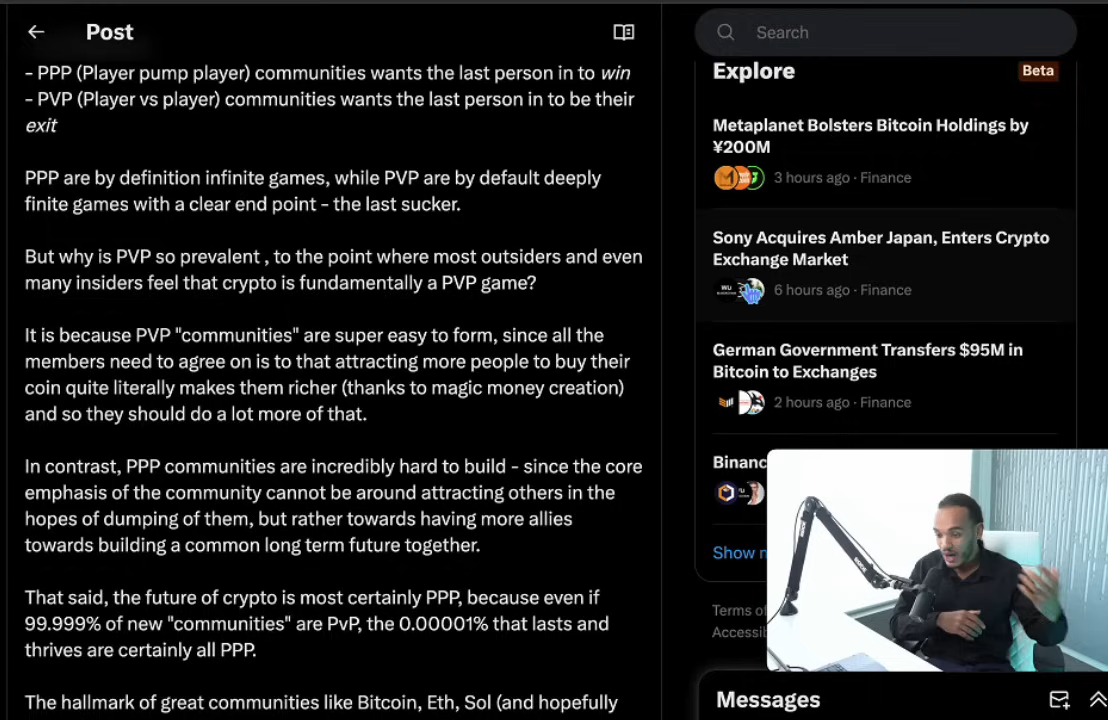 Post
- PPP (Player pump player) communities wants the last person in to win
- PVP (Player vs player) communities wants the last person in to be their
exit
PPP are by definition infinite games, while PVP are by default deeply
finite games with a clear end point - the last sucker.
But why is PVP so prevalent , to the point where most outsiders and even
many insiders feel that crypto is fundamentally a PVP game?
It is because PVP "communities" are super easy to form, since all the
members need to agree on is to that attracting more people to buy their
coin quite literally makes them richer (thanks to magic money creation)
and so they should do a lot more of that.
In contrast, PPP communities are incredibly hard to build - since the core
emphasis of the community cannot be around attracting others in the
hopes of dumping of them, but rather towards having more allies
towards building a common long term future together.
That said, the future of crypto is most certainly PPP, because even if
99.999% of new "communities" are PvP, the 0.00001% that lasts and
thrives are certainly all PPP.
The hallmark of great communities like Bitcoin, Eth, Sol (and hopefully
Search
Explore
Beta
Metaplanet Bolsters Bitcoin Holdings by
¥200M
3 hours ago · Finance
Sony Acquires Amber Japan, Enters Crypto
Exchange Market
6 hours ago · Finance
German Government Transfers $95M in
Bitcoin to Exchanges
2 hours ago · Finance
Binanc
Show
Terms of
Accessib
Messages